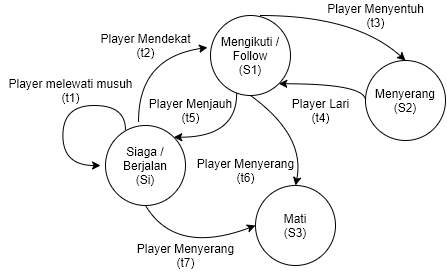 Player Menyentuh
(t3)
Player Mendekat
(t2)
Mengikuti /
Follow
(S1)
Player melewati musuh
(t1)
Menyerang
(S2)
Player Menjauh
(t5)
Player Lari
(t4)
Siaga /
Berjalan
(Si)
Player Menyerang
(t6)
Mati
(S3)
Player Menyerang
(t7)